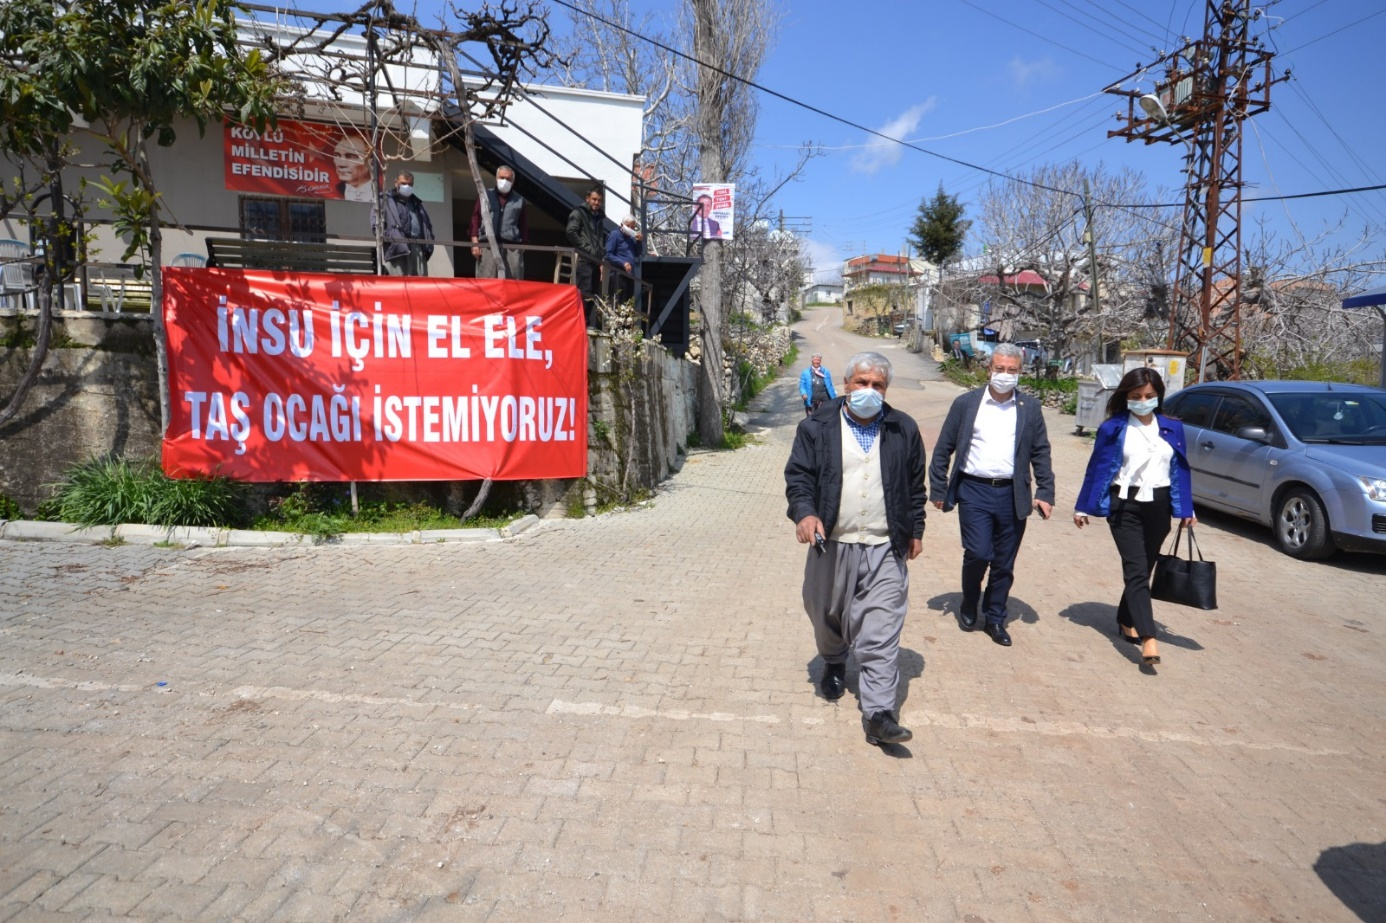 KÖYLÜ
MİLLETİN
EFENDİSİDİR
İNSU İÇİN EL ELE,
TAŞ OCAĞI İSTEMİYORUZ!